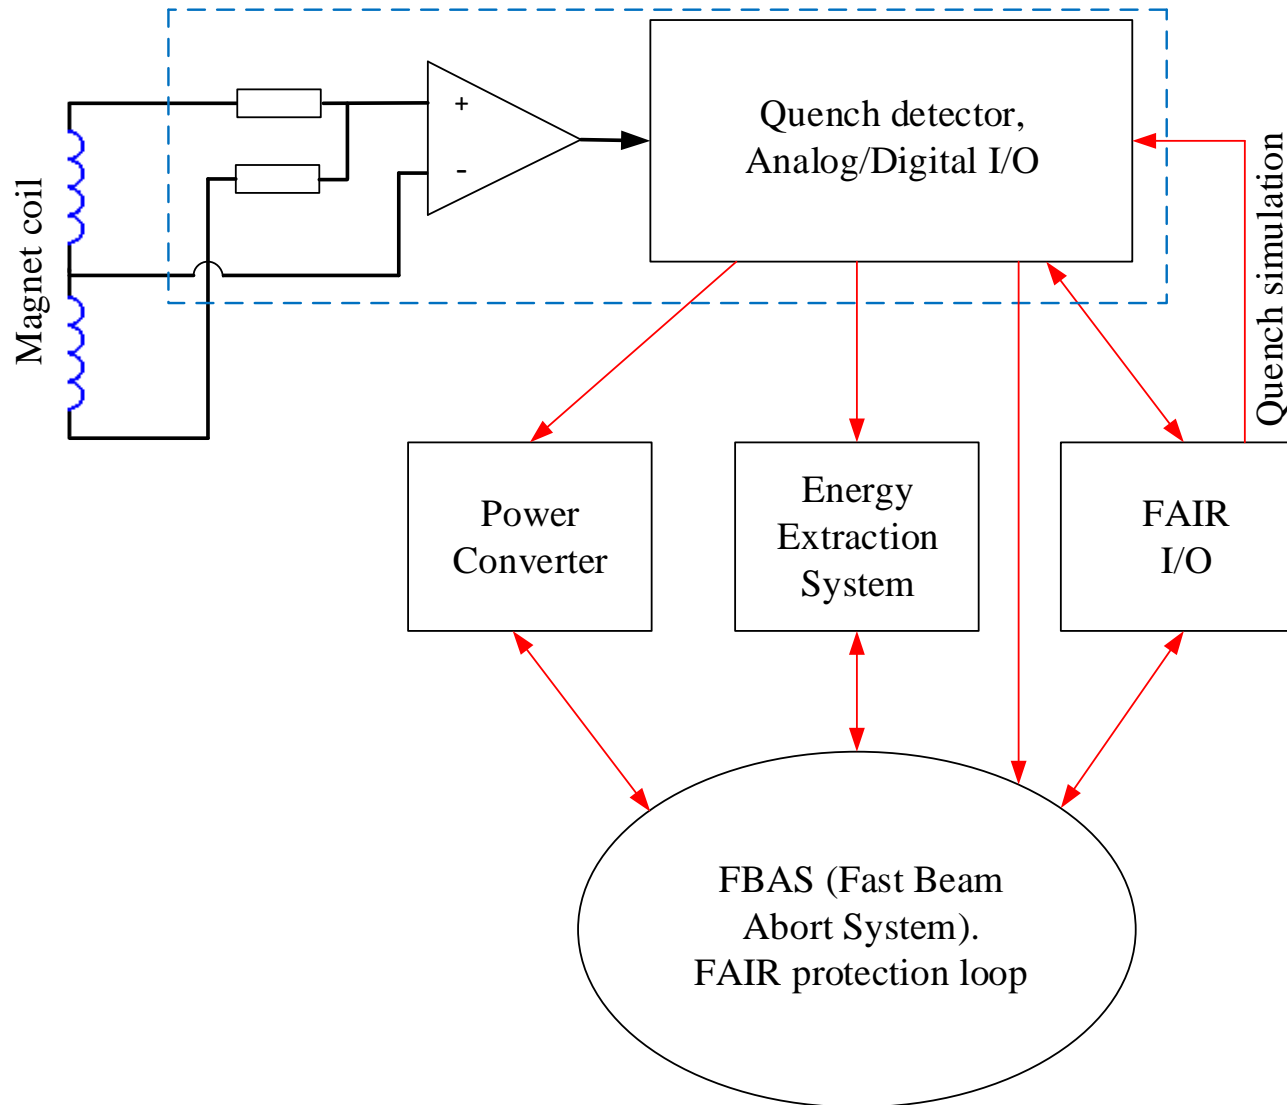 Quench detector,
Analog/Digital I/O
+
-
Magnet coil
Quench simulation
Power
Converter
Energy
Extraction
System
FAIR
I/O
FBAS (Fast Beam
Abort System).
FAIR protection loop